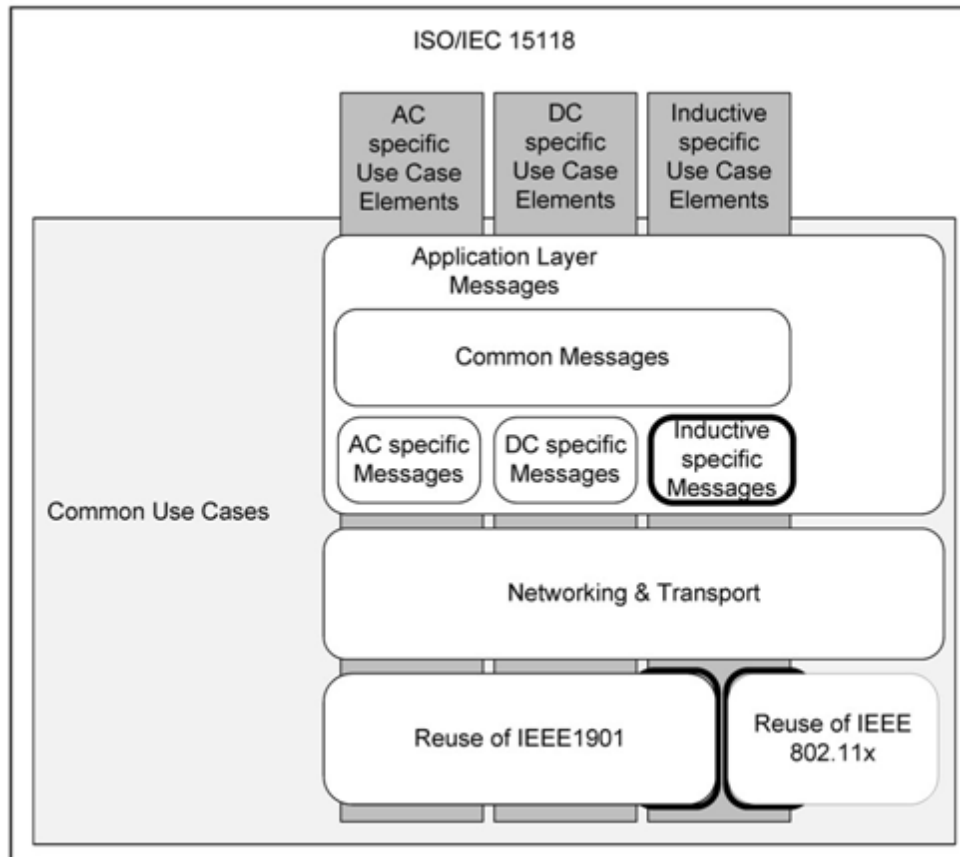 ISO/IEC 15118
AC
specific
Use Case
Elements
DC
specific
Use Case
Elements
Inductive
specific
Use Case
Elements
Application Layer
Messages
Common Messages
AC specific
Messages
DC specific
Messages
Inductive
specific
Messages
Common Use Cases
Networking & Transport
Reuse of IEEE1901
Reuse of IEEE
802.11x